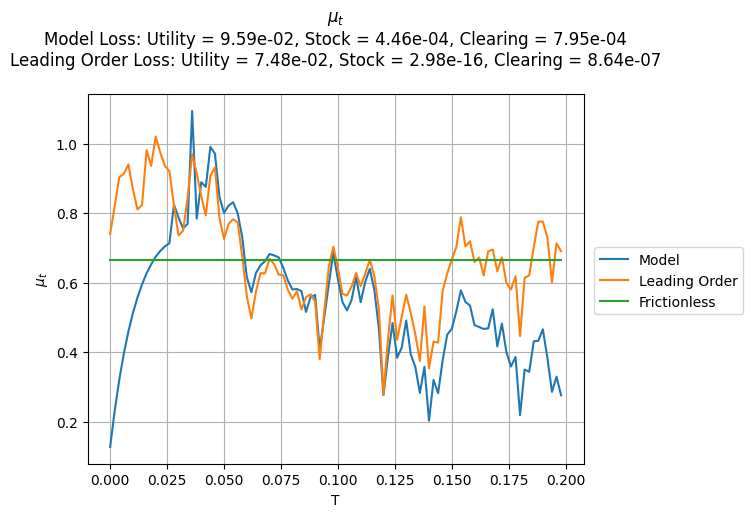 μₜ
Model Loss: Utility = 9.59e-02, Stock = 4.46e-04, Clearing = 7.95e-04
Leading Order Loss: Utility = 7.48e-02, Stock = 2.98e-16, Clearing = 8.64e-07
1.0
0.8
0.6
0.4
0.2
μₜ
0.000 0.025 0.050 0.075 0.100 0.125 0.150 0.175 0.200
T
Model
Leading Order
Frictionless